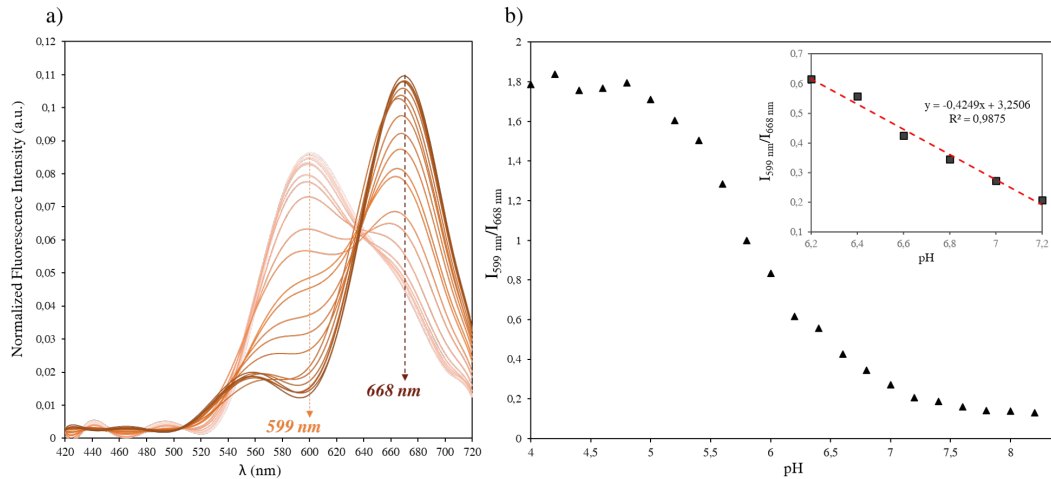 a)
Normalized Fluorescence Intensity (a.u.)
0,12
0,11
0,1
0,09
0,08
0,07
0,06
0,05
0,04
0,03
0,02
0,01
0
420 440 460 480 500 520 540 560 580 600 620 640 660 680 700 720
λ (nm)
599 nm
668 nm
b)
I599 nm/I668 nm
2
1,8
1,6
1,4
1,2
1
0,8
0,6
0,4
0,2
0
4 4,5 5 5,5 6 6,5 7 7,5 8
pH
I599 nm/I668 nm
0,7
0,6
0,5
0,4
0,3
0,2
0,1
6,2 6,4 6,6 6,8 7 7,2
pH
y = -0,4249x + 3,2506
R² = 0,9875